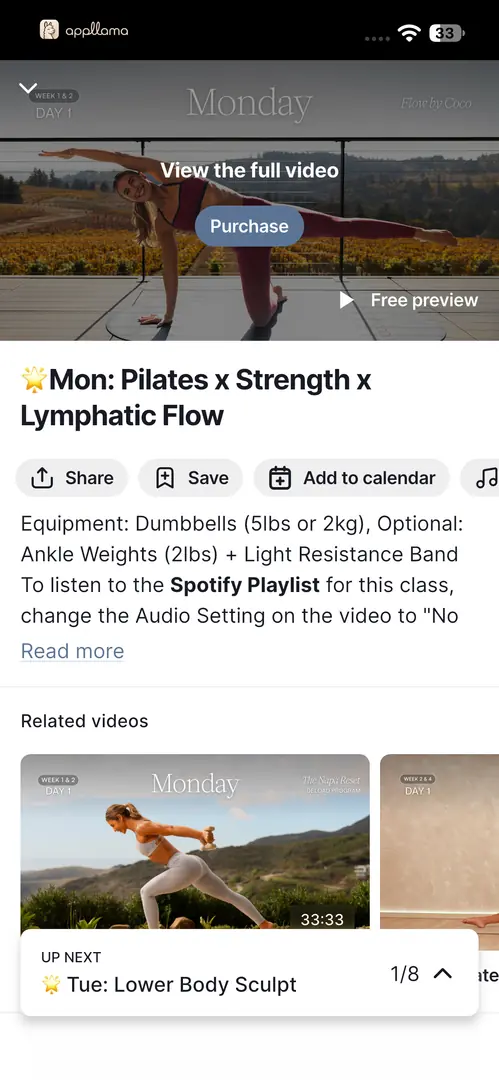 appllama
33
WEEK 1 & 2
DAY 1
Monday
Flow by Coco
View the full video
Purchase
Free preview
🌟Mon: Pilates x Strength x
Lymphatic Flow
Share
Save
Add to calendar
Equipment: Dumbbells (5lbs or 2kg), Optional:
Ankle Weights (2lbs) + Light Resistance Band
To listen to the Spotify Playlist for this class,
change the Audio Setting on the video to "No
Read more
Related videos
WEEK 1 & 2
DAY 1
Monday
The Napa Reset
33:33
DAY 1
UP NEXT
🌟 Tue: Lower Body Sculpt
1/8
ate